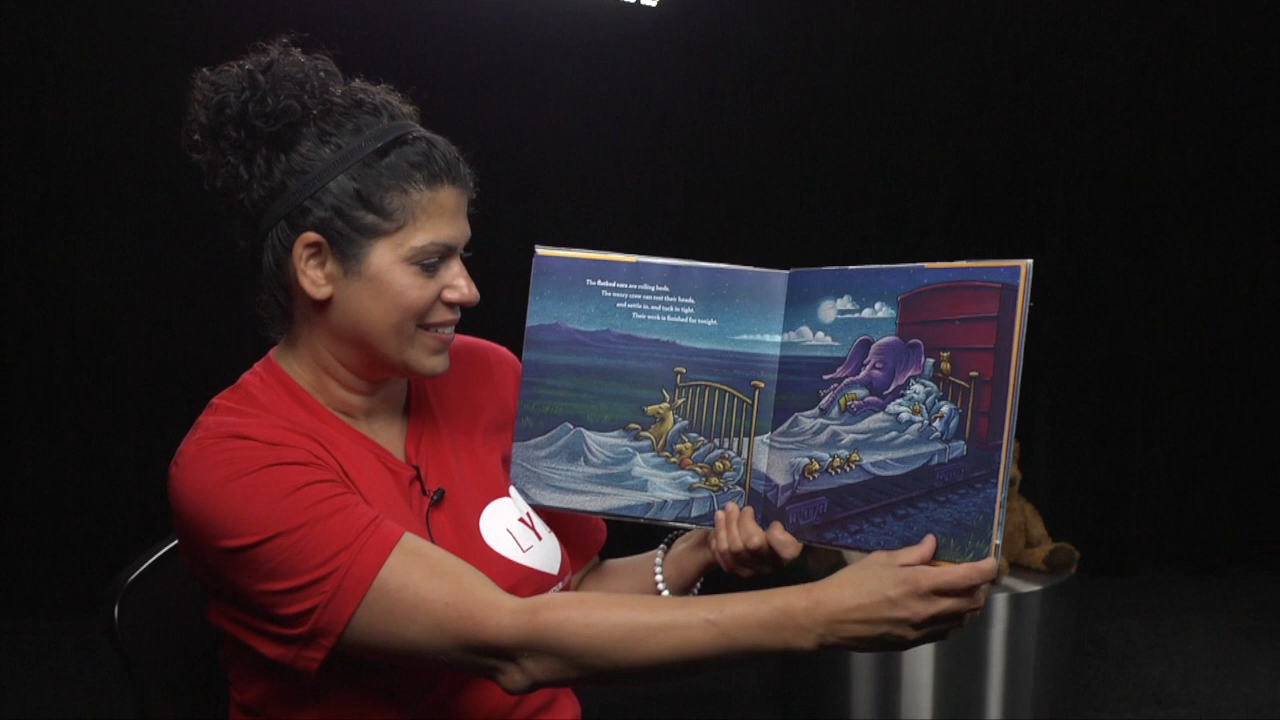 The flatbed cars are rolling beds.
The weary crew can rest their heads,
and settle in, and tuck in tight.
Their work is finished for tonight.
LY